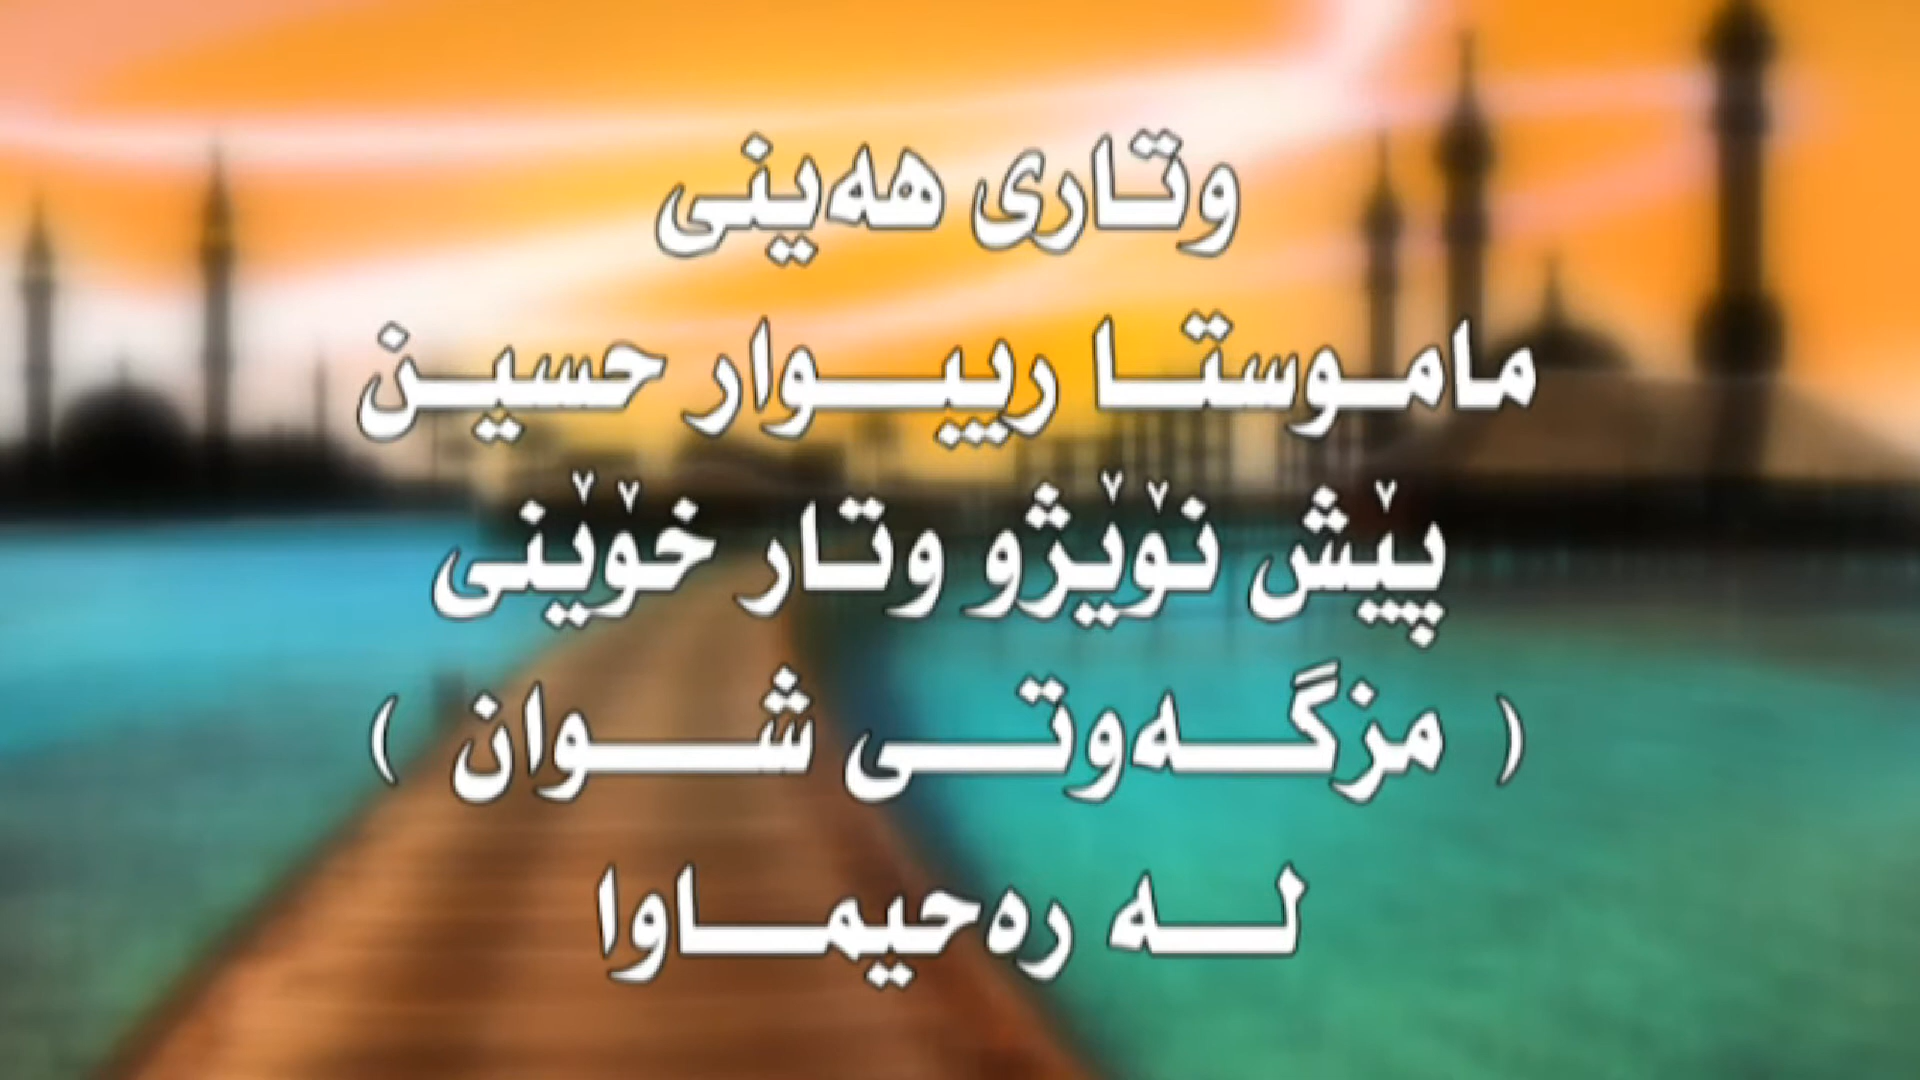 وتاری هەینی
ماموستا ریبوار حسین
پێش نوێژو وتار خوێنی
( مزگەوتی شوان )
لە رەحیماوا